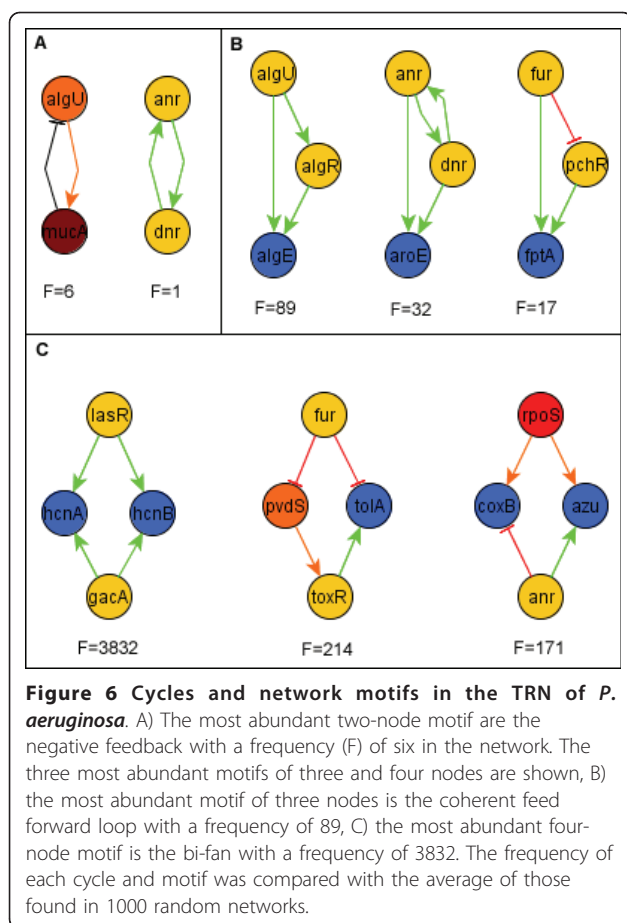 A
B
algU
anr
mucA
dnr
F=6
F=1
algU
anr
fur
algR
dnr
pchR
algE
aroE
fptA
F=89
F=32
F=17
C
lasR
fur
rpoS
hcnA
hcnB
pvdS
tolA
coxB
azu
gacA
toxR
anr
F=3832
F=214
F=171
Figure 6 Cycles and network motifs in the TRN of P.
aeruginosa. A) The most abundant two-node motif are the
negative feedback with a frequency (F) of six in the network. The
three most abundant motifs of three and four nodes are shown, B)
the most abundant motif of three nodes is the coherent feed
forward loop with a frequency of 89, C) the most abundant four-
node motif is the bi-fan with a frequency of 3832. The frequency of
each cycle and motif was compared with the average of those
found in 1000 random networks.